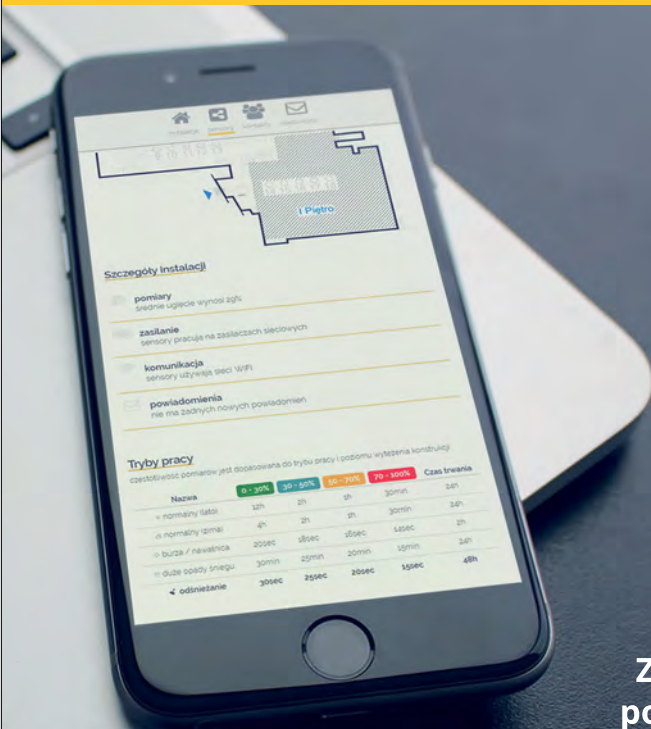 sensory kontakty
I Piętro
Szczegóły instalacji
pomiary
średnie ugięcie wynosi 29%
zasilanie
sensory pracują na zasilaczach sieciowych
komunikacja
sensory używają sieci WiFi
powiadomienia
nie ma żadnych nowych powiadomień
Tryby pracy
częstotliwość pomiarów jest dopasowana do trybu pracy i poziomu wytężenia konstrukcji
Nazwa 0 - 30% 30 - 50% 50 - 70% 70 - 100% Czas trwania
normalny (lato) 12h 2h 1h 30min 24h
normalny (zima) 4h 2h 1h 30min 24h
burza / nawałnica 20sec 18sec 16sec 14sec 2h
duże opady śniegu 30min 25min 20min 15min 24h
odśnieżanie 30sec 25sec 20sec 15sec 48h
Z
po